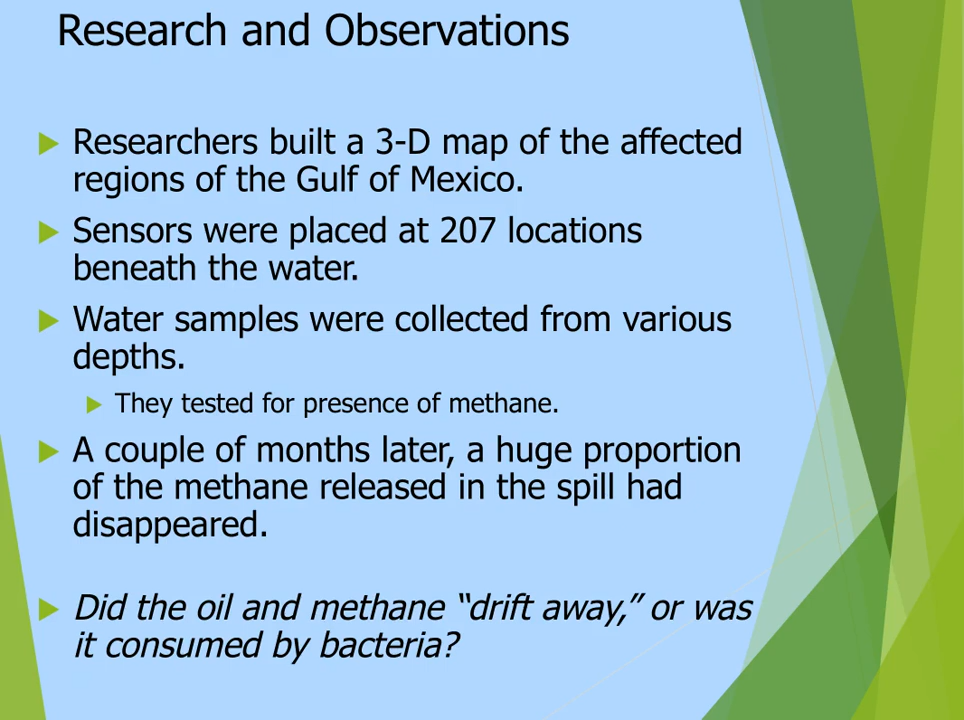 Research and Observations
Researchers built a 3-D map of the affected
regions of the Gulf of Mexico.
Sensors were placed at 207 locations
beneath the water.
Water samples were collected from various
depths.
They tested for presence of methane.
A couple of months later, a huge proportion
of the methane released in the spill had
disappeared.
Did the oil and methane “drift away,” or was
it consumed by bacteria?